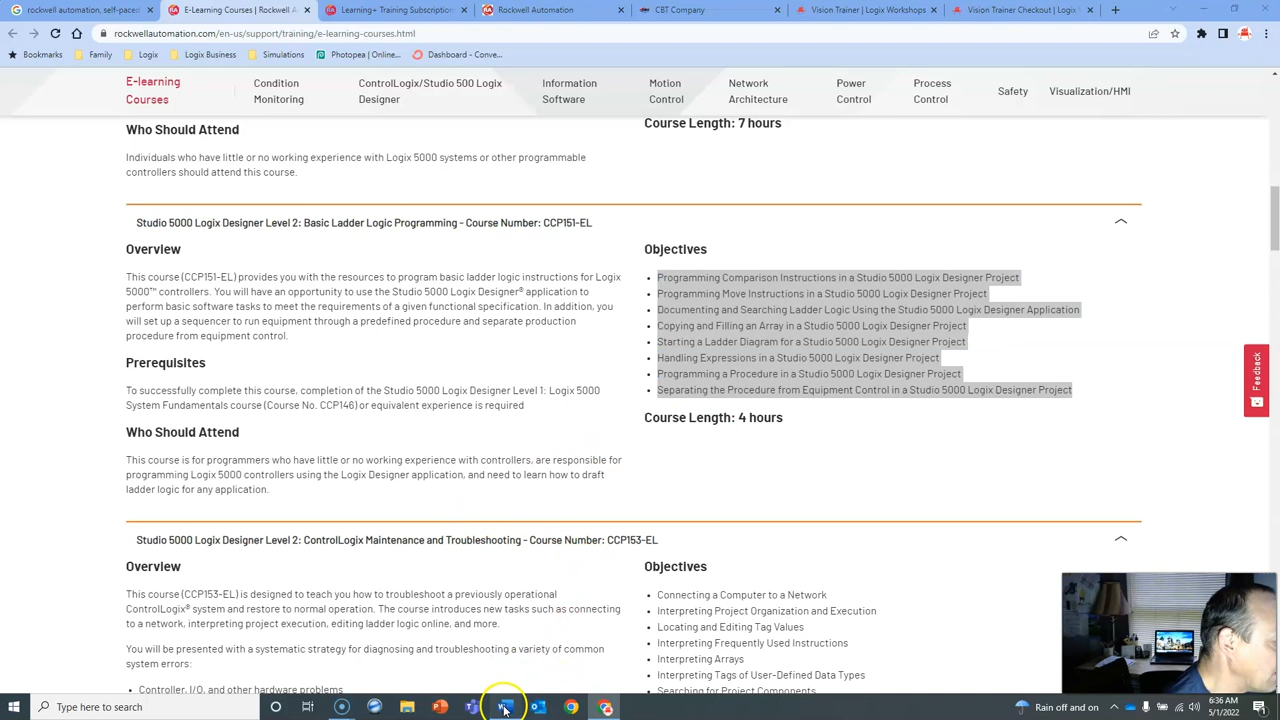 automation, self-pace
E-Learning Courses | Rockwell A
Learning+ Training Subscription
Rockwell Automation
CBT Company
Vision Trainer | Logix Workshops
Vision Trainer Checkout | Logix
rockwellautomation.com/en-us/support/training/e-learning-courses.html
Bookmarks
Family
Logix
Logix Business
Simulations
Photopea | Online...
Dashboard - Conve...
E-learning Courses
Condition Monitoring
ControlLogix/Studio 500 Logix Designer
Information Software
Motion Control
Network Architecture
Power Control
Process Control
Safety
Visualization/HMI
Who Should Attend
Individuals who have little or no working experience with Logix 5000 systems or other programmable
controllers should attend this course.
Course Length: 7 hours
Studio 5000 Logix Designer Level 2: Basic Ladder Logic Programming - Course Number: CCP151-EL
Overview
This course (CCP151-EL) provides you with the resources to program basic ladder logic instructions for Logix
5000™ controllers. You will have an opportunity to use the Studio 5000 Logix Designer® application to
perform basic software tasks to meet the requirements of a given functional specification. In addition, you
will set up a sequencer to run equipment through a predefined procedure and separate production
procedure from equipment control.
Prerequisites
To successfully complete this course, completion of the Studio 5000 Logix Designer Level 1: Logix 5000
System Fundamentals course (Course No. CCP146) or equivalent experience is required
Who Should Attend
This course is for programmers who have little or no working experience with controllers, are responsible for
programming Logix 5000 controllers using the Logix Designer application, and need to learn how to draft
ladder logic for any application.
Objectives
• Programming Comparison Instructions in a Studio 5000 Logix Designer Project
• Programming Move Instructions in a Studio 5000 Logix Designer Project
• Documenting and Searching Ladder Logic Using the Studio 5000 Logix Designer Application
• Copying and Filling an Array in a Studio 5000 Logix Designer Project
• Starting a Ladder Diagram for a Studio 5000 Logix Designer Project
• Handling Expressions in a Studio 5000 Logix Designer Project
• Programming a Procedure in a Studio 5000 Logix Designer Project
• Separating the Procedure from Equipment Control in a Studio 5000 Logix Designer Project
Course Length: 4 hours
Feedback
Studio 5000 Logix Designer Level 2: ControlLogix Maintenance and Troubleshooting - Course Number: CCP153-EL
Overview
This course (CCP153-EL) is designed to teach you how to troubleshoot a previously operational
ControlLogix® system and restore to normal operation. The course introduces new tasks such as connecting
to a network, interpreting project execution, editing ladder logic online, and more.
You will be presented with a systematic strategy for diagnosing and troubleshooting a variety of common
system errors:
• Controller, I/O, and other hardware problems
Objectives
• Connecting a Computer to a Network
• Interpreting Project Organization and Execution
• Locating and Editing Tag Values
• Interpreting Frequently Used Instructions
• Interpreting Arrays
• Interpreting Tags of User-Defined Data Types
• Searching for Project Components
Type here to search
Rain off and on
6:36 AM
5/1/2022